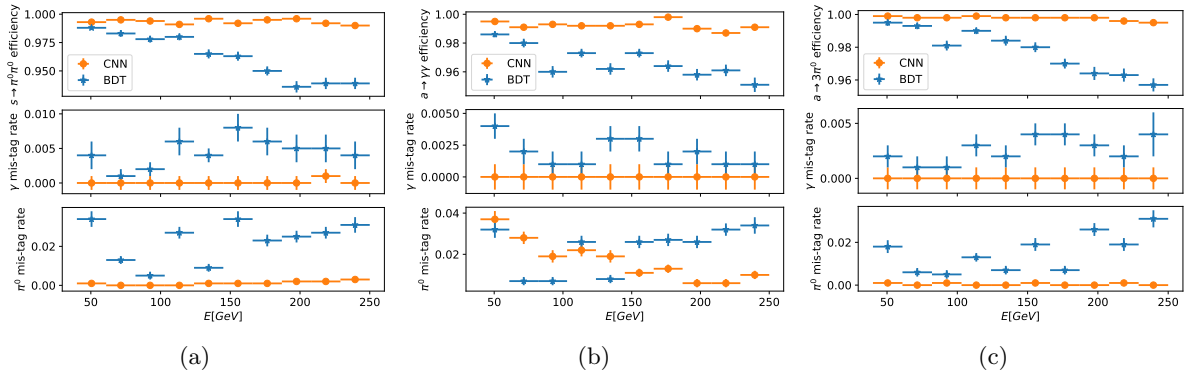 1.000
0.975
0.950
s → π⁰π⁰ efficiency
CNN
BDT
0.010
0.005
0.000
γ mis-tag rate
0.02
0.00
π⁰ mis-tag rate
50 100 150 200 250
E[GeV]
(a)
1.00
0.98
0.96
a → γγ efficiency
CNN
BDT
0.0050
0.0025
0.0000
γ mis-tag rate
0.04
0.02
π⁰ mis-tag rate
50 100 150 200 250
E[GeV]
(b)
1.00
0.98
0.96
a → 3π⁰ efficiency
CNN
BDT
0.005
0.000
γ mis-tag rate
0.02
0.00
π⁰ mis-tag rate
50 100 150 200 250
E[GeV]
(c)